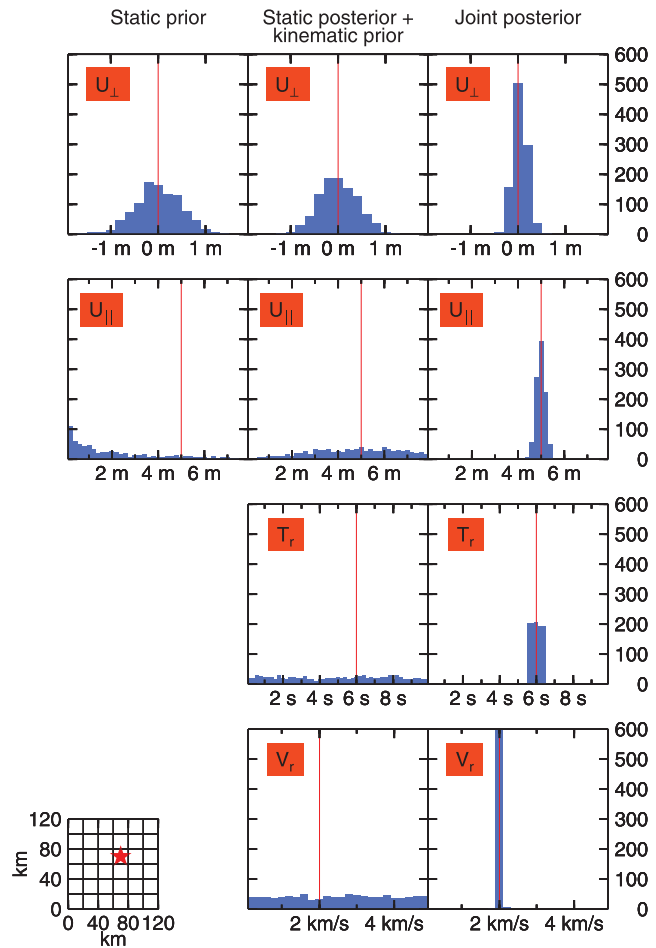 Static prior
Static posterior +
kinematic prior
Joint posterior
U⊥
U⊥
U⊥
600
500
400
300
200
100
0
-1 m 0 m 1 m
-1 m 0 m 1 m
-1 m 0 m 1 m
U||
U||
U||
600
500
400
300
200
100
0
2 m 4 m 6 m
2 m 4 m 6 m
2 m 4 m 6 m
Tr
Tr
600
500
400
300
200
100
0
2 s 4 s 6 s 8 s
2 s 4 s 6 s 8 s
Vr
Vr
600
500
400
300
200
100
0
2 km/s 4 km/s
2 km/s 4 km/s
120
80
40
0
km
0 40 80 120
km